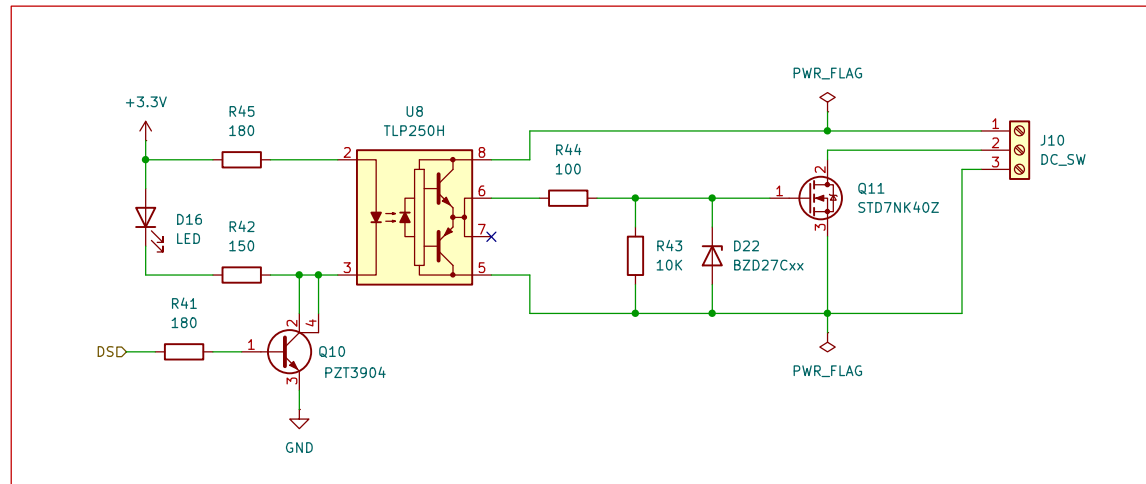 PWR_FLAG
+3.3V
R45
180
U8
TLP250H
R44
100
1
2
3
J10
DC_SW
2
8
6
7
3
5
D16
LED
R42
150
R43
10K
D22
BZD27Cxx
1
2
3
Q11
STD7NK40Z
R41
180
DS
1
2
4
3
Q10
PZT3904
GND
PWR_FLAG